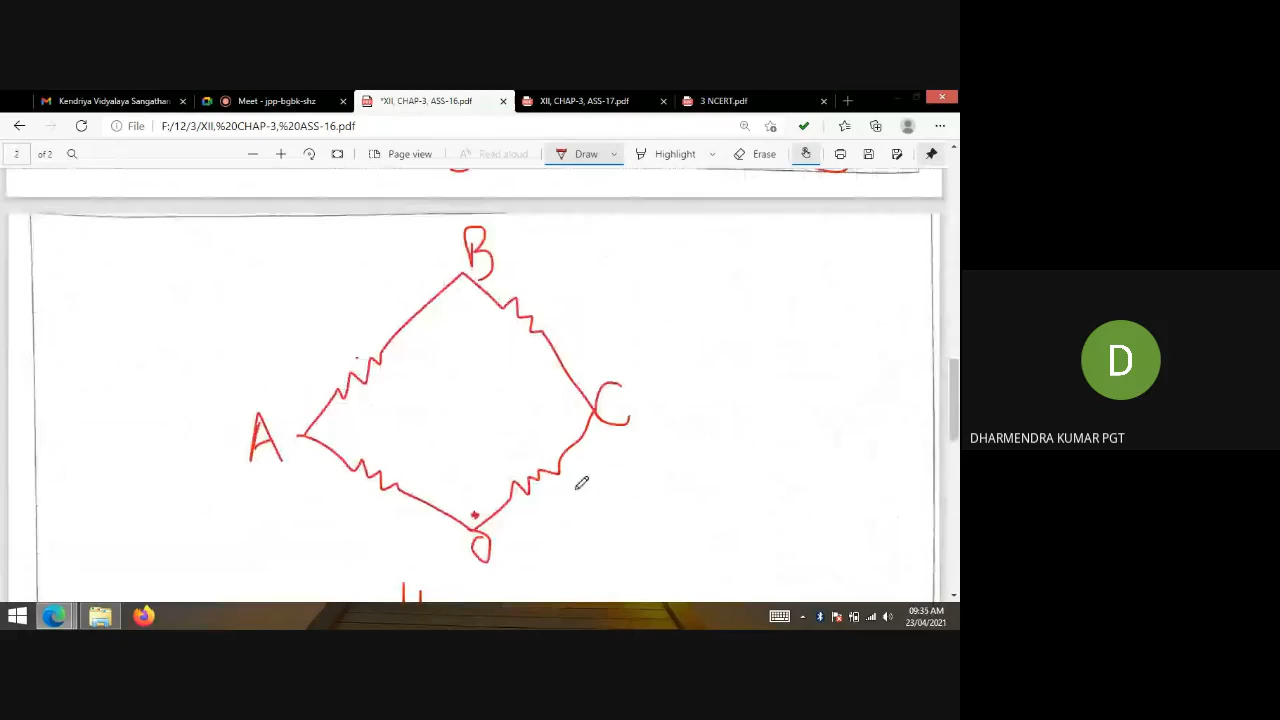 Kendriya Vidyalaya Sangathan
Meet - jpp-bgbk-shz
*XII, CHAP-3, ASS-16.pdf
XII, CHAP-3, ASS-17.pdf
3 NCERT.pdf
File
F:/12/3/XII,%20CHAP-3,%20ASS-16.pdf
2 of 2
Page view
Read aloud
Draw
Highlight
Erase
B
A
C
D
DHARMENDRA KUMAR PGT
09:35 AM
23/04/2021